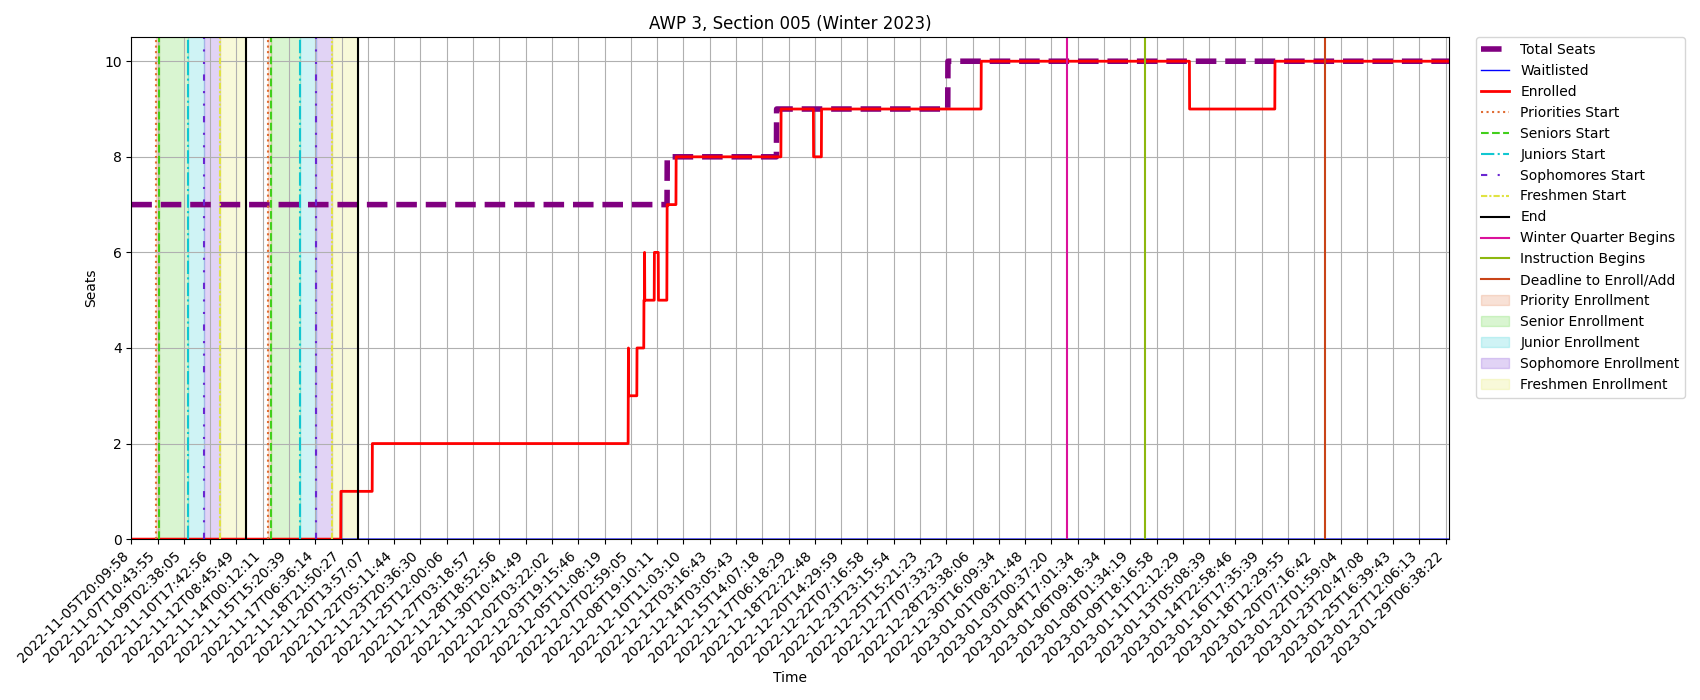 AWP 3, Section 005 (Winter 2023)
10
8
6
4
2
0
Seats
2022-11-05T20:09:58
2022-11-07T10:43:55
2022-11-09T02:38:05
2022-11-10T17:42:56
2022-11-12T08:45:49
2022-11-14T00:12:11
2022-11-15T15:20:39
2022-11-17T06:36:14
2022-11-18T21:50:27
2022-11-20T13:57:07
2022-11-22T05:11:44
2022-11-23T20:36:30
2022-11-25T12:00:06
2022-11-27T03:18:57
2022-11-28T18:52:56
2022-11-30T10:41:49
2022-12-02T03:22:02
2022-12-03T19:15:46
2022-12-05T11:08:19
2022-12-07T02:59:05
2022-12-08T19:10:11
2022-12-10T11:03:10
2022-12-12T03:16:43
2022-12-14T03:05:43
2022-12-15T14:07:18
2022-12-17T06:18:29
2022-12-18T22:22:48
2022-12-20T14:29:59
2022-12-22T07:16:58
2022-12-23T23:15:54
2022-12-25T15:21:23
2022-12-27T07:33:23
2022-12-28T23:38:06
2022-12-30T16:09:34
2023-01-01T08:21:48
2023-01-03T00:37:20
2023-01-04T17:01:34
2023-01-06T09:18:34
2023-01-08T01:34:19
2023-01-09T18:16:58
2023-01-11T12:12:29
2023-01-13T05:08:39
2023-01-14T22:58:46
2023-01-16T17:35:39
2023-01-18T12:29:55
2023-01-20T07:16:42
2023-01-22T01:59:04
2023-01-23T20:47:08
2023-01-25T16:39:43
2023-01-27T12:06:13
2023-01-29T06:38:22
Time
Total Seats
Waitlisted
Enrolled
Priorities Start
Seniors Start
Juniors Start
Sophomores Start
Freshmen Start
End
Winter Quarter Begins
Instruction Begins
Deadline to Enroll/Add
Priority Enrollment
Senior Enrollment
Junior Enrollment
Sophomore Enrollment
Freshmen Enrollment